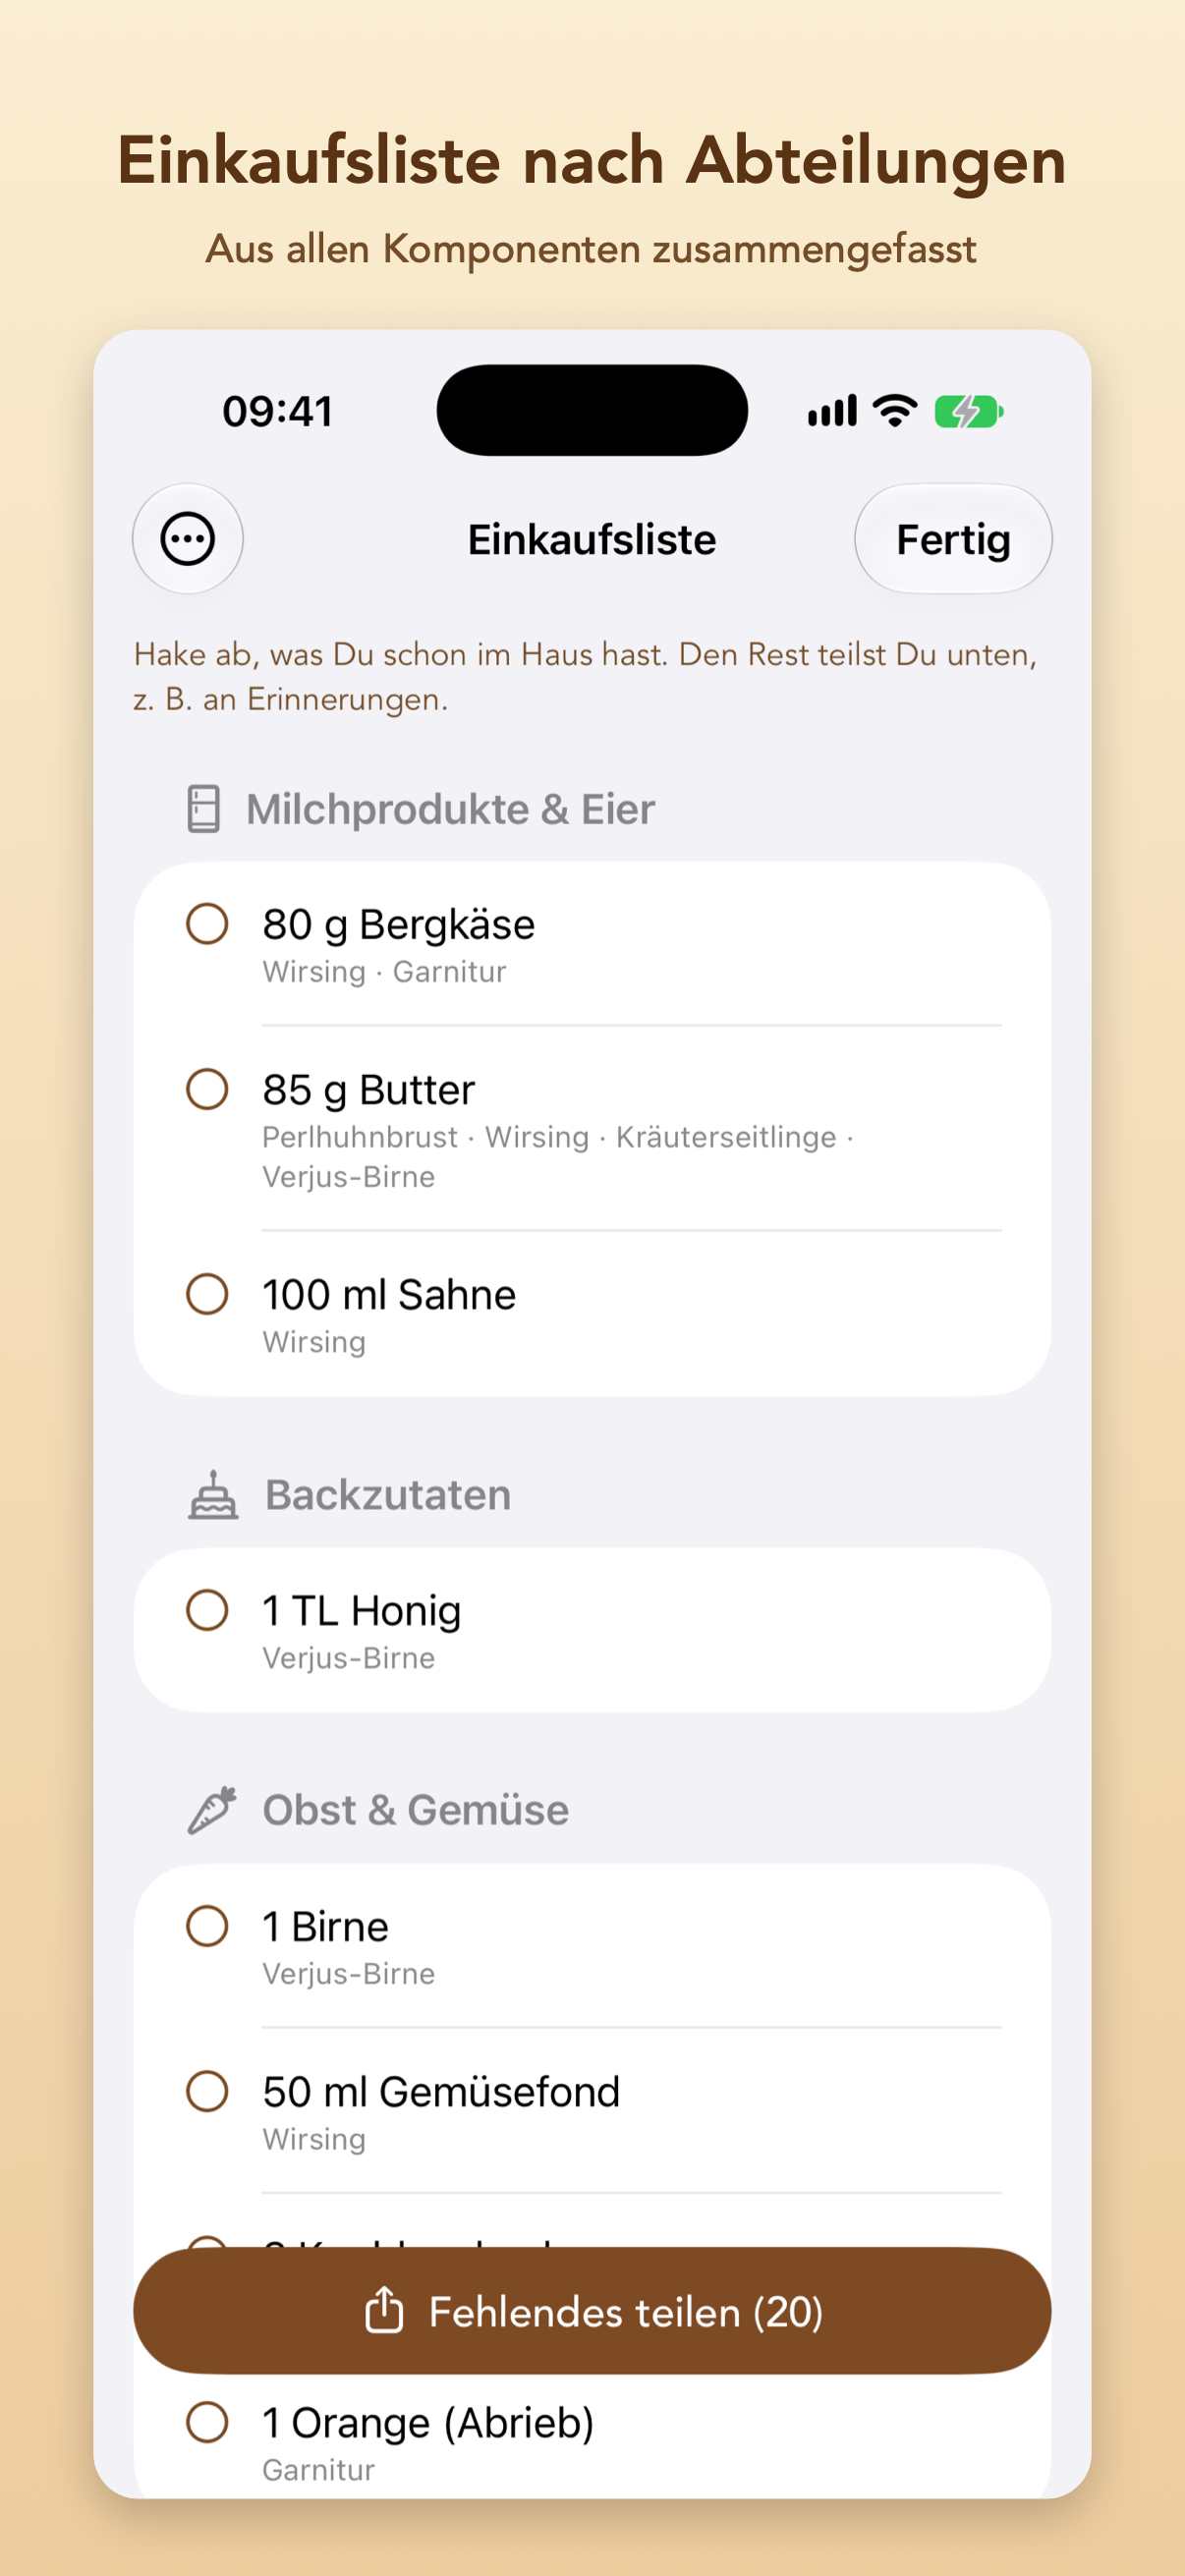 Einkaufsliste nach Abteilungen
Aus allen Komponenten zusammengefasst
09:41
Einkaufsliste
Fertig
Hake ab, was Du schon im Haus hast. Den Rest teilst Du unten,
z. B. an Erinnerungen.
Milchprodukte & Eier
80 g Bergkäse
Wirsing · Garnitur
85 g Butter
Perlhuhnbrust · Wirsing · Kräuterseitlinge ·
Verjus-Birne
100 ml Sahne
Wirsing
Backzutaten
1 TL Honig
Verjus-Birne
Obst & Gemüse
1 Birne
Verjus-Birne
50 ml Gemüsefond
Wirsing
Fehlendes teilen (20)
1 Orange (Abrieb)
Garnitur